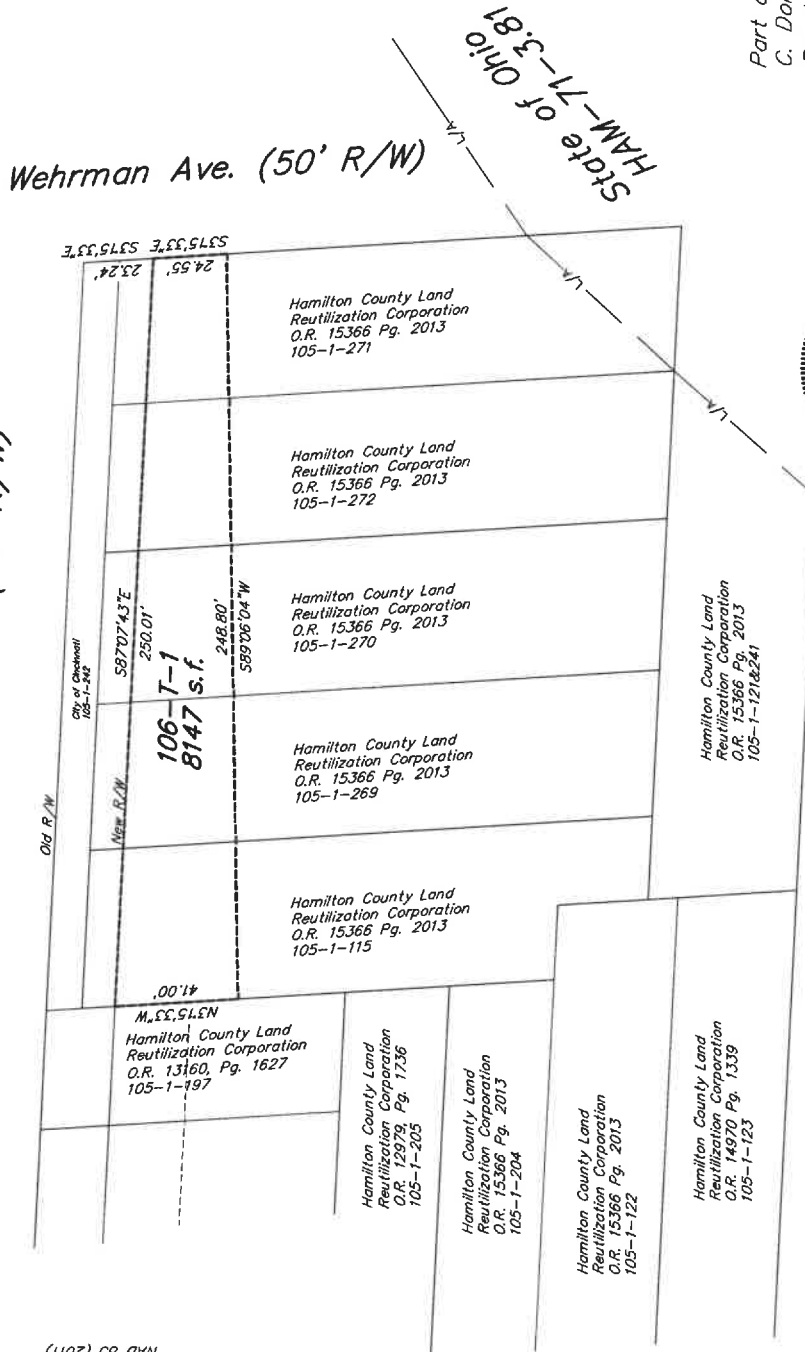 Part
C.
State of Ohio
HAM-71-3.81
Wehrman Ave. (50' R/W)
S3°15'33"E
S3°15'33"E
23.24'
24.55'
Hamilton County Land
Reutilization Corporation
O.R. 15366 Pg. 2013
105-1-271
L/A
L/A
L/A
Hamilton County Land
Reutilization Corporation
O.R. 15366 Pg. 2013
105-1-272
City of Cincinnati
105-1-242
S87°07'43"E
250.01'
106-T-1
8147 s.f.
248.80'
S89°06'04"W
Hamilton County Land
Reutilization Corporation
O.R. 15366 Pg. 2013
105-1-270
Hamilton County Land
Reutilization Corporation
O.R. 15366 Pg. 2013
105-1-121&241
Old R/W
New R/W
Hamilton County Land
Reutilization Corporation
O.R. 15366 Pg. 2013
105-1-269
Hamilton County Land
Reutilization Corporation
O.R. 15366 Pg. 2013
105-1-115
41.00'
N3°15'33"W
Hamilton County Land
Reutilization Corporation
O.R. 13160, Pg. 1627
105-1-197
Hamilton County Land
Reutilization Corporation
O.R. 12979, Pg. 1736
105-1-205
Hamilton County Land
Reutilization Corporation
O.R. 15366 Pg. 2013
105-1-204
Hamilton County Land
Reutilization Corporation
O.R. 15366 Pg. 2013
105-1-122
Hamilton County Land
Reutilization Corporation
O.R. 14970 Pg. 1339
105-1-123
NAD 83 (2011)